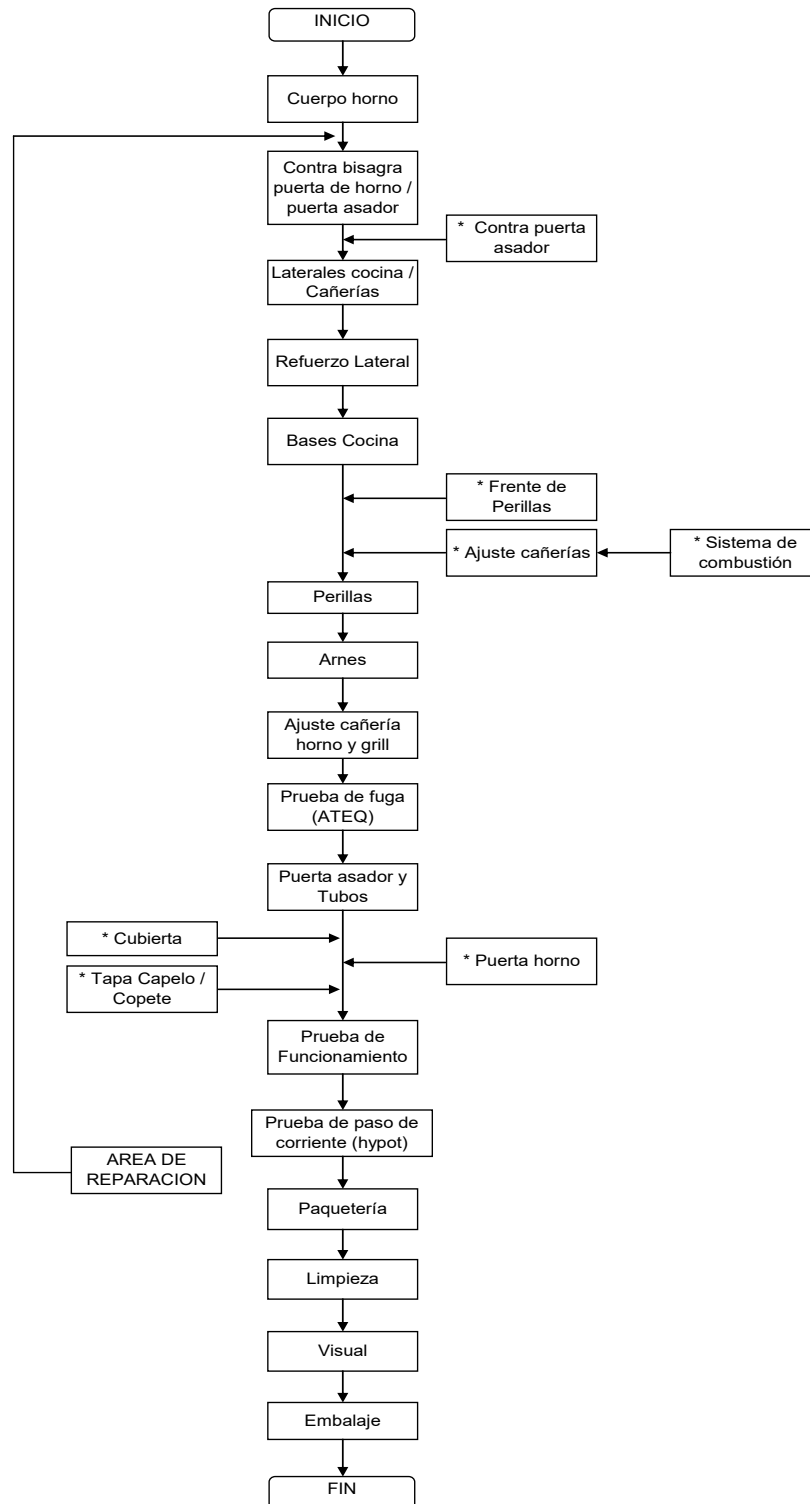 INICIO
Cuerpo horno
Contra bisagra
puerta de horno /
puerta asador
* Contra puerta
asador
Laterales cocina /
Cañerías
Refuerzo Lateral
Bases Cocina
* Frente de
Perillas
* Ajuste cañerías
* Sistema de
combustión
Perillas
Arnes
Ajuste cañería
horno y grill
Prueba de fuga
(ATEQ)
Puerta asador y
Tubos
* Cubierta
* Puerta horno
* Tapa Capelo /
Copete
Prueba de
Funcionamiento
Prueba de paso de
corriente (hypot)
AREA DE
REPARACION
Paquetería
Limpieza
Visual
Embalaje
FIN